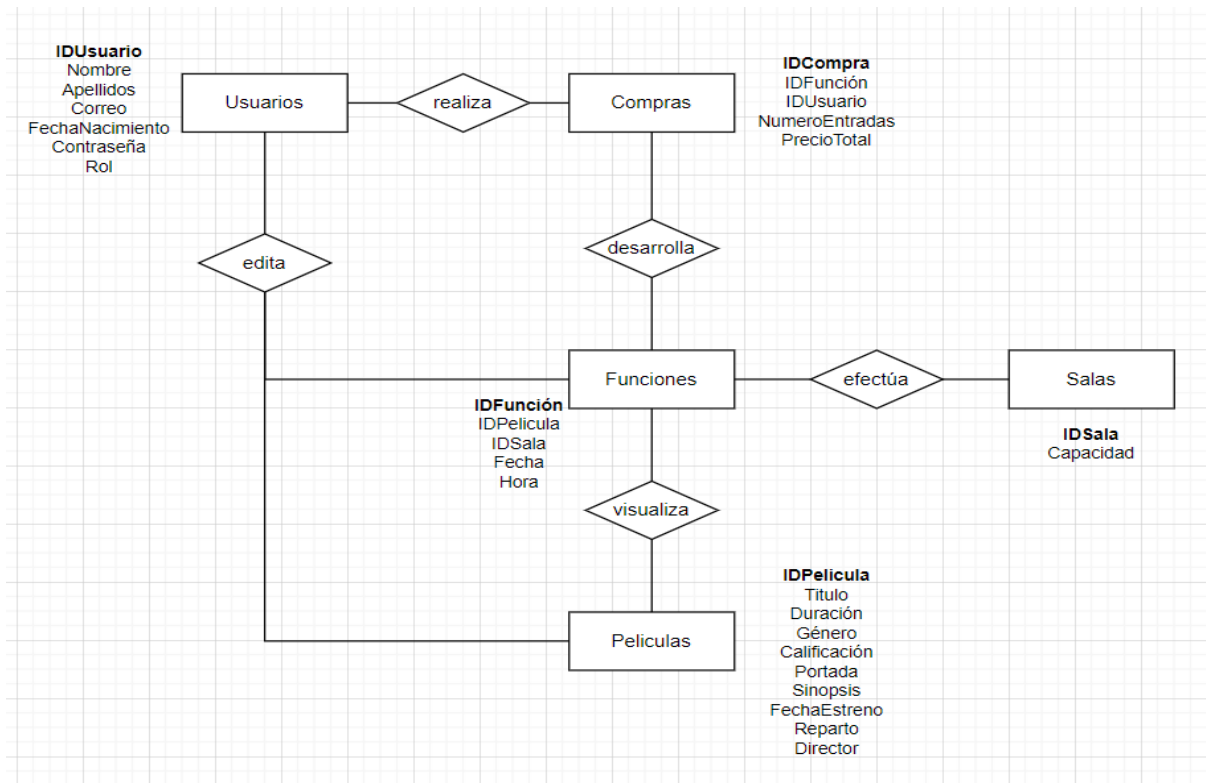 IDUsuario
Nombre
Apellidos
Correo
FechaNacimiento
Contraseña
Rol
Usuarios
realiza
Compras
IDCompra
IDFunción
IDUsuario
NumeroEntradas
PrecioTotal
edita
desarrolla
Funciones
efectúa
Salas
IDFunción
IDPelicula
IDSala
Fecha
Hora
IDSala
Capacidad
visualiza
Peliculas
IDPelicula
Titulo
Duración
Género
Calificación
Portada
Sinopsis
FechaEstreno
Reparto
Director